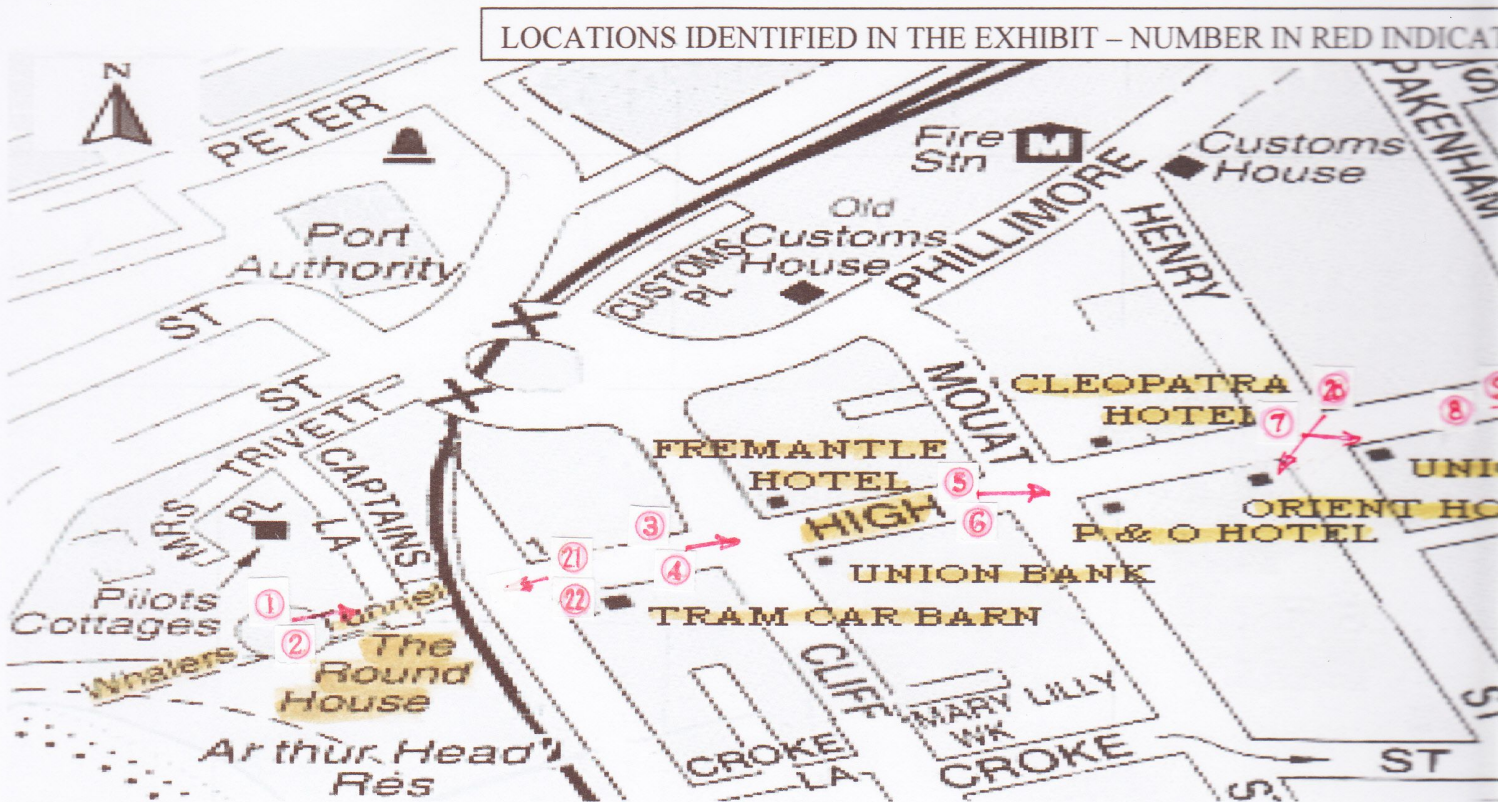 LOCATIONS IDENTIFIED IN THE EXHIBIT – NUMBER IN RED INDICAT
N
PETER
Fire
Stn
M
Customs
House
PAKENHAM
Port
Authority
Old
Customs
House
CUSTOMS
PL
PHILLIMORE
HENRY
ST
ST
TRIVETT
CAPTAINS
LA
WRS
PL
MOUAT
CLEOPATRA
HOTEL
20
7
8
FREMANTLE
HOTEL
5
6
HIGH
UNIO
ORIENT HO
P & O HOTEL
3
4
21
22
UNION BANK
TRAM CAR BARN
Pilots
Cottages
1
2
Tunnel
The
Round
House
Whalers
CLIFF
MARY
WK
LILLY
Arthur Head
Res
CROKE
LA
CROKE
ST
ST